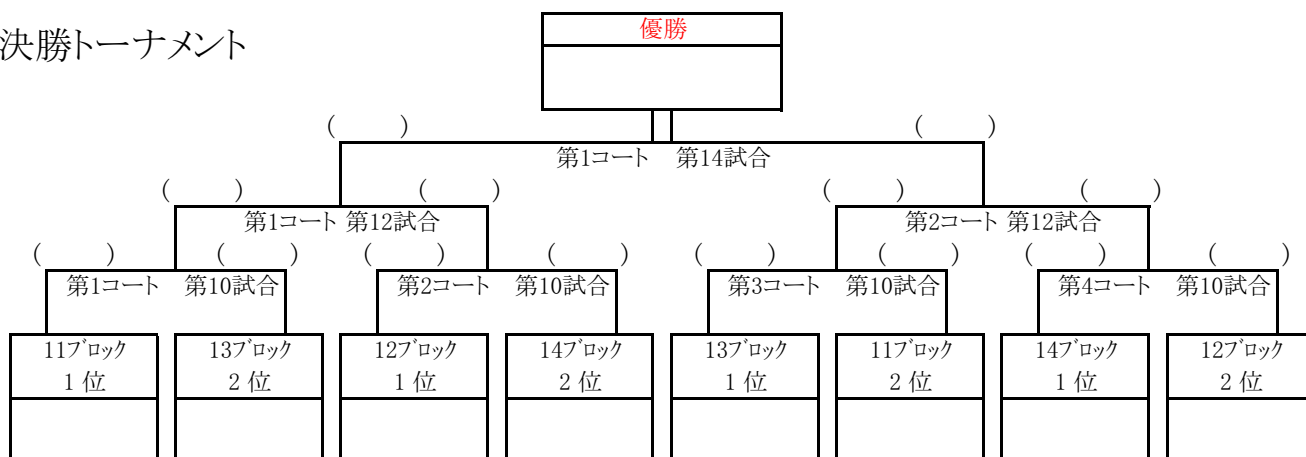 優勝
決勝トーナメント
( ) ( )
第1コート 第14試合
( ) ( ) ( ) ( )
第1コート 第12試合 第2コート 第12試合
( ) ( ) ( ) ( ) ( ) ( ) ( ) ( )
第1コート 第10試合 第2コート 第10試合 第3コート 第10試合 第4コート 第10試合
11ブロック 13ブロック 12ブロック 14ブロック 13ブロック 11ブロック 14ブロック 12ブロック
1 位 2 位 1 位 2 位 1 位 2 位 1 位 2 位